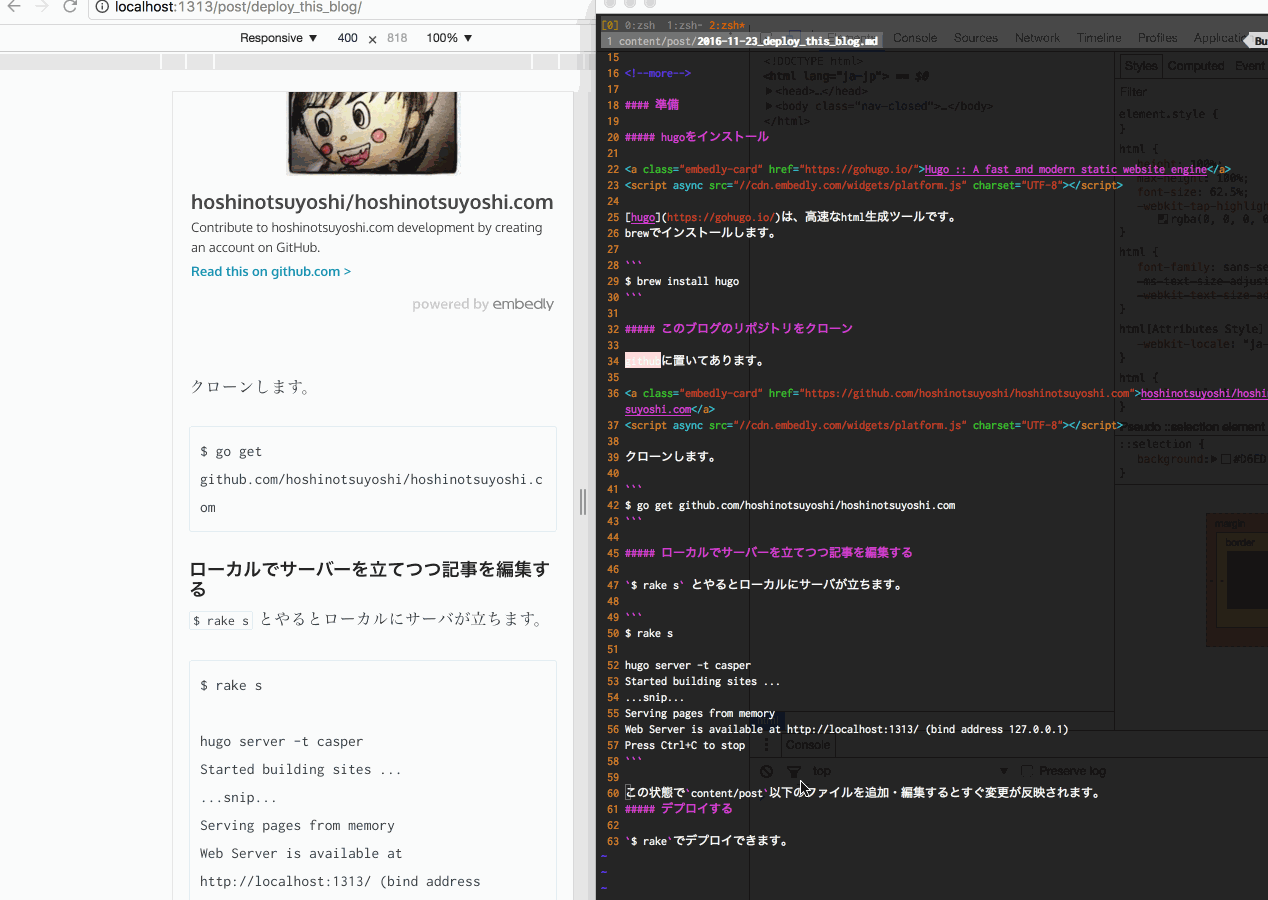 localhost:1313/post/deploy_this_blog/
Responsive ▼ 400 × 818 100% ▼
hoshinotsuyoshi/hoshinotsuyoshi.com
Contribute to hoshinotsuyoshi.com development by creating
an account on GitHub.
Read this on github.com >
powered by embedly
クローンします。
$ go get
github.com/hoshinotsuyoshi/hoshinotsuyoshi.c
om
ローカルでサーバーを立てつつ記事を編集す
る
$ rake s とやるとローカルにサーバが立ちます。
$ rake s
hugo server -t casper
Started building sites ...
...snip...
Serving pages from memory
Web Server is available at
http://localhost:1313/ (bind address
[0] 0:zsh 1:zsh- 2:zsh*
1 content/post/2016-11-23_deploy_this_blog.md
15
16 <!--more-->
17
18 #### 準備
19
20 ##### hugoをインストール
21
22 <a class="embedly-card" href="https://gohugo.io/">Hugo :: A fast and modern static website engine</a>
23 <script async src="//cdn.embedly.com/widgets/platform.js" charset="UTF-8"></script>
24
25 [hugo](https://gohugo.io/)は、高速なhtml生成ツールです。
26 brewでインストールします。
27
28 ```
29 $ brew install hugo
30 ```
31
32 ##### このブログのリポジトリをクローン
33
34 githubに置いてあります。
35
36 <a class="embedly-card" href="https://github.com/hoshinotsuyoshi/hoshinotsuyoshi.com">hoshinotsuyoshi/hoshi
suyoshi.com</a>
37 <script async src="//cdn.embedly.com/widgets/platform.js" charset="UTF-8"></script>
38
39 クローンします。
40
41 ```
42 $ go get github.com/hoshinotsuyoshi/hoshinotsuyoshi.com
43 ```
44
45 ##### ローカルでサーバーを立てつつ記事を編集する
46
47 `$ rake s` とやるとローカルにサーバが立ちます。
48
49 ```
50 $ rake s
51
52 hugo server -t casper
53 Started building sites ...
54 ...snip...
55 Serving pages from memory
56 Web Server is available at http://localhost:1313/ (bind address 127.0.0.1)
57 Press Ctrl+C to stop
58 ```
59
60 この状態で`content/post`以下のファイルを追加・編集するとすぐ変更が反映されます。
61 ##### デプロイする
62
63 `$ rake`でデプロイできます。
~
~
~
Console Sources Network Timeline Profiles
<!DOCTYPE html>
<html lang="ja-jp"> == $0
▶<head>…</head>
▶<body class="nav-closed">…</body>
</html>
Styles Computed Event
Filter
element.style {
}
html {
font-size: 62.5%;
}
html {
}
html[Attributes Style]
}
html {
}
::selection {
}
margin
border
Console
top ▼ Preserve log